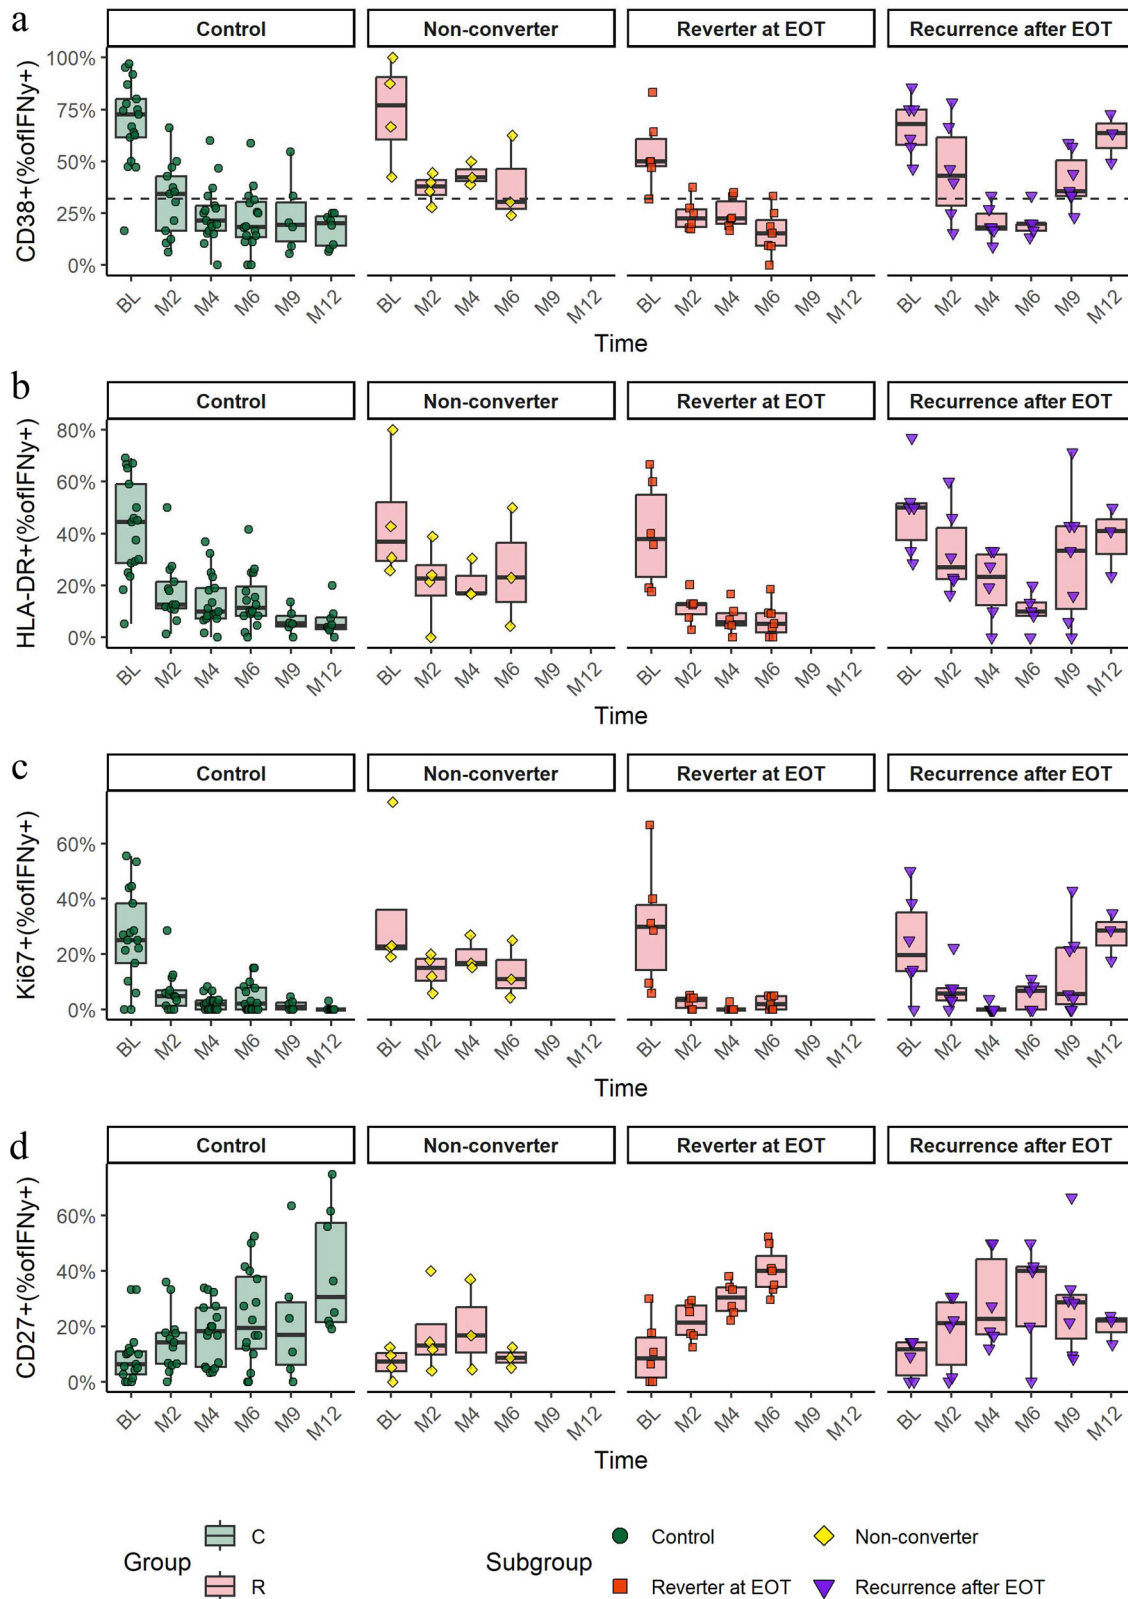 a
Control Non-converter Reverter at EOT Recurrence after EOT
CD38+(%ofIFNy+)
100%
75%
50%
25%
0%
BL M2 M4 M6 M9 M12 BL M2 M4 M6 M9 M12 BL M2 M4 M6 M9 M12 BL M2 M4 M6 M9 M12
Time
b
Control Non-converter Reverter at EOT Recurrence after EOT
HLA-DR+(%ofIFNy+)
80%
60%
40%
20%
0%
BL M2 M4 M6 M9 M12 BL M2 M4 M6 M9 M12 BL M2 M4 M6 M9 M12 BL M2 M4 M6 M9 M12
Time
c
Control Non-converter Reverter at EOT Recurrence after EOT
Ki67+(%ofIFNy+)
60%
40%
20%
0%
BL M2 M4 M6 M9 M12 BL M2 M4 M6 M9 M12 BL M2 M4 M6 M9 M12 BL M2 M4 M6 M9 M12
Time
d
Control Non-converter Reverter at EOT Recurrence after EOT
CD27+(%ofIFNy+)
60%
40%
20%
0%
BL M2 M4 M6 M9 M12 BL M2 M4 M6 M9 M12 BL M2 M4 M6 M9 M12 BL M2 M4 M6 M9 M12
Time
Group
C
R
Subgroup
Control Non-converter
Reverter at EOT Recurrence after EOT